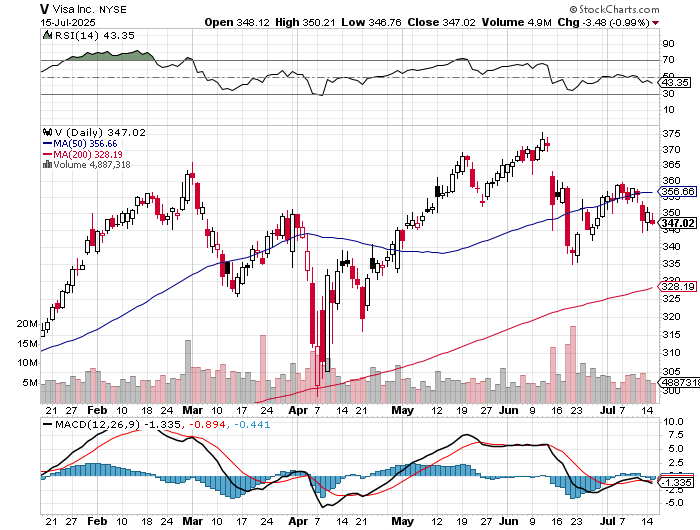 V Visa Inc. NYSE © StockCharts.com
15-Jul-2025 Open 348.12 High 350.21 Low 346.76 Close 347.02 Volume 4.9M Chg -3.48 (-0.99%)
RSI(14) 43.35
90
70
50
43.35
30
10
V (Daily) 347.02
MA(50) 356.66
MA(200) 328.19
Volume 4,887,318
375
370
365
360
356.66
355
350
347.02
345
340
335
330
328.19
325
320
315
310
305
300
4887318
20M
15M
10M
5M
21 27 Feb 10 18 24 Mar 10 17 24 Apr 7 14 21 May 12 19 27 Jun 9 16 23 Jul 7 14
MACD(12,26,9) -1.335, -0.894, -0.441
10.0
7.5
5.0
2.5
0.0
-1.335
-2.5
-5.0
21 27 Feb 10 18 24 Mar 10 17 24 Apr 7 14 21 May 12 19 27 Jun 9 16 23 Jul 7 14